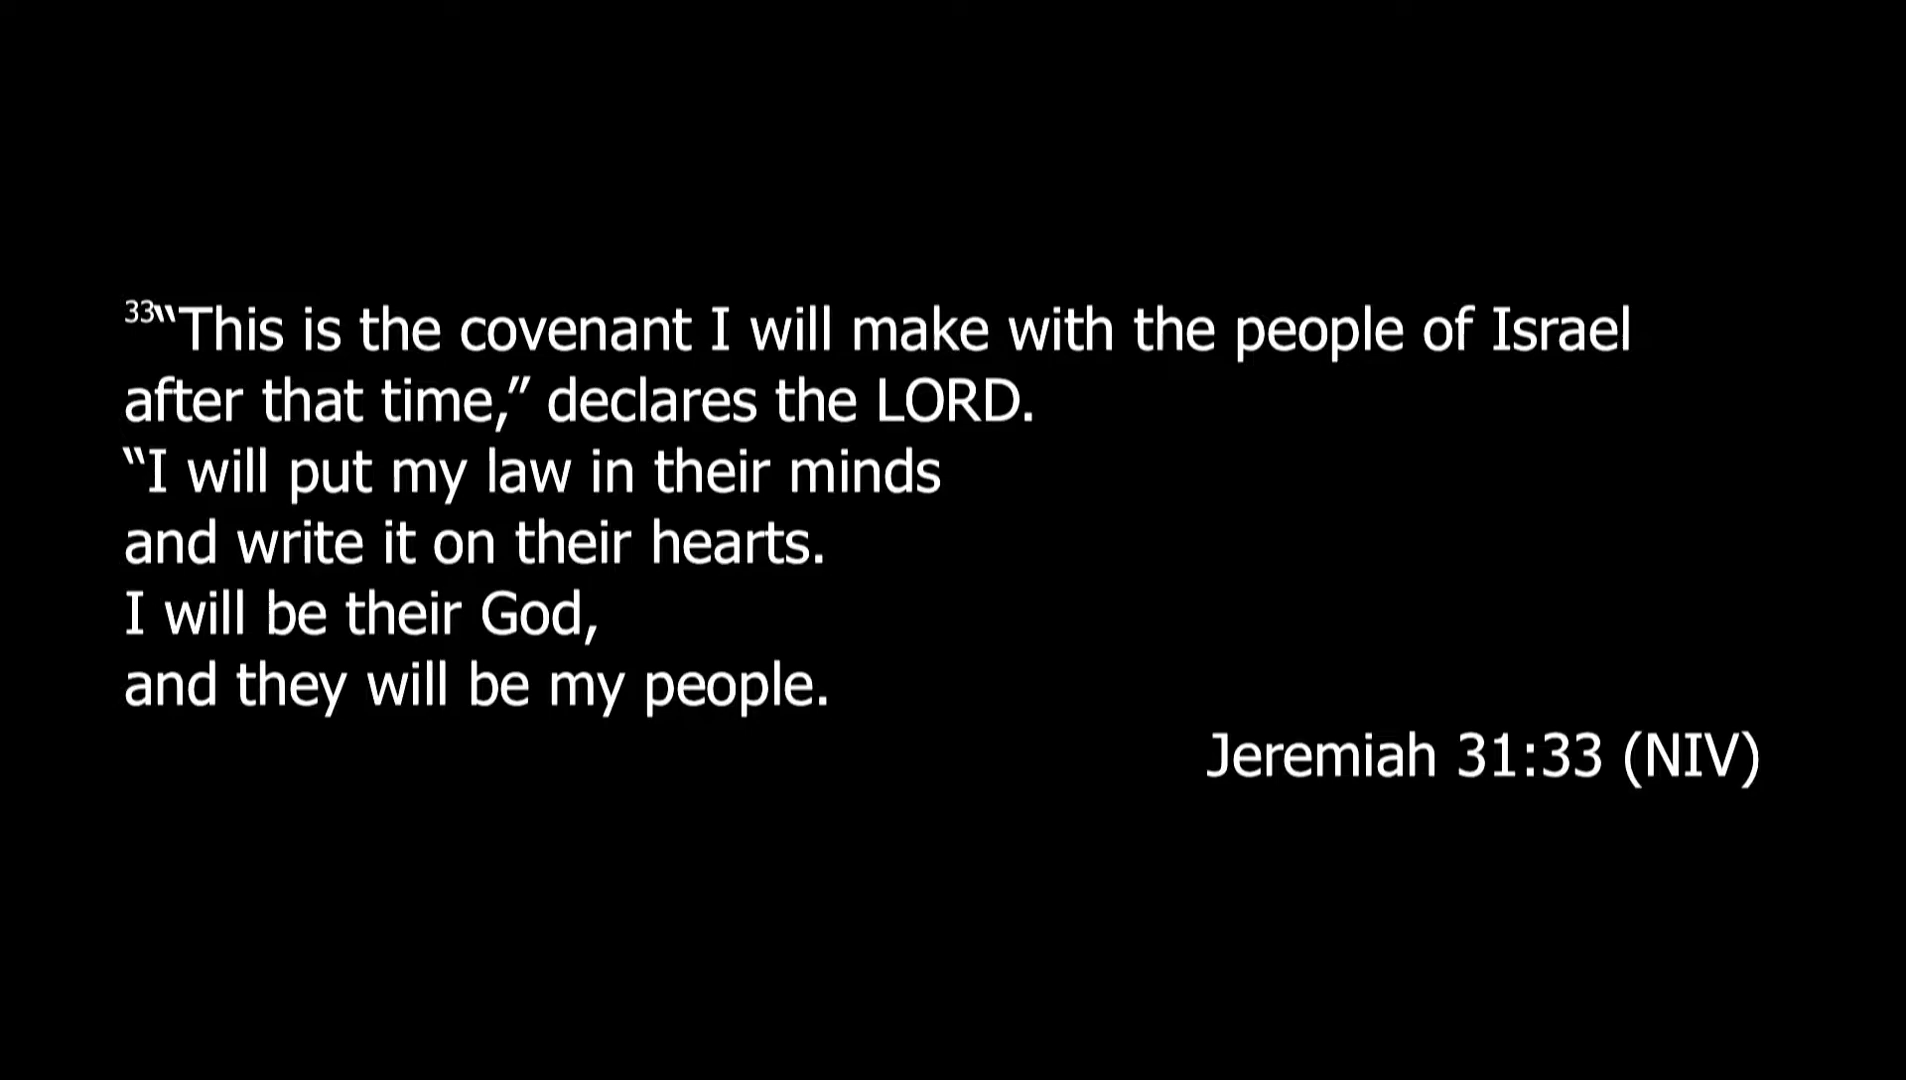 33“This is the covenant I will make with the people of Israel
after that time,” declares the LORD.
“I will put my law in their minds
and write it on their hearts.
I will be their God,
and they will be my people.
Jeremiah 31:33 (NIV)